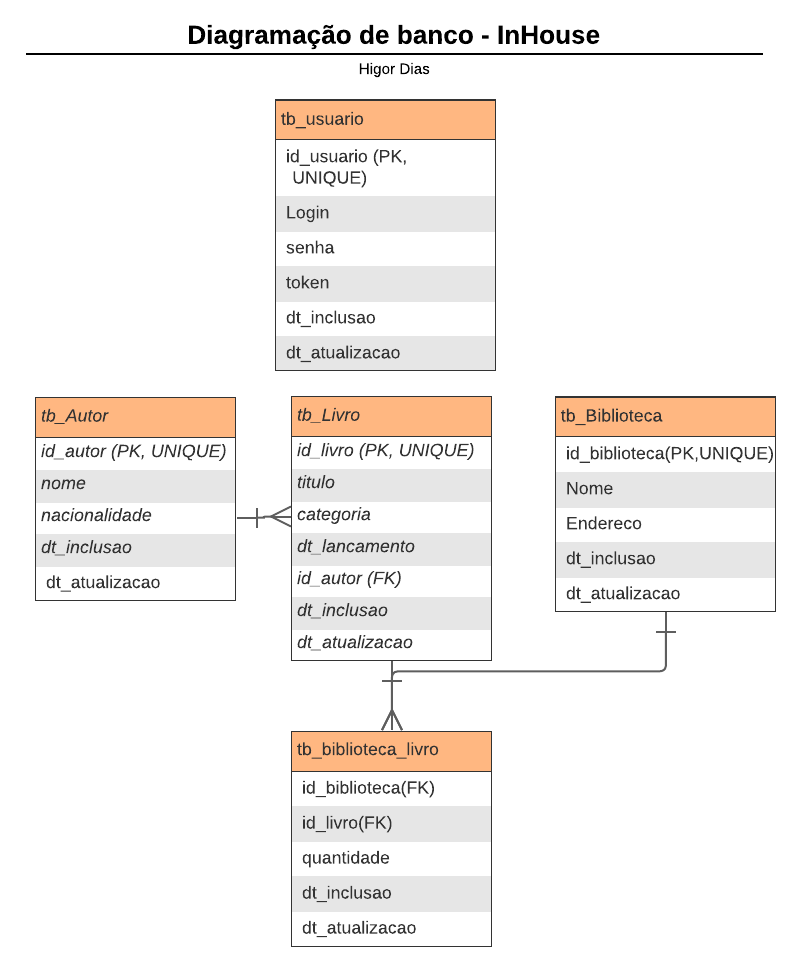 Diagramação de banco - InHouse
Higor Dias
tb_usuario
id_usuario (PK,
UNIQUE)
Login
senha
token
dt_inclusao
dt_atualizacao
tb_Autor
id_autor (PK, UNIQUE)
nome
nacionalidade
dt_inclusao
dt_atualizacao
tb_Livro
id_livro (PK, UNIQUE)
titulo
categoria
dt_lancamento
id_autor (FK)
dt_inclusao
dt_atualizacao
tb_Biblioteca
id_biblioteca(PK,UNIQUE)
Nome
Endereco
dt_inclusao
dt_atualizacao
tb_biblioteca_livro
id_biblioteca(FK)
id_livro(FK)
quantidade
dt_inclusao
dt_atualizacao